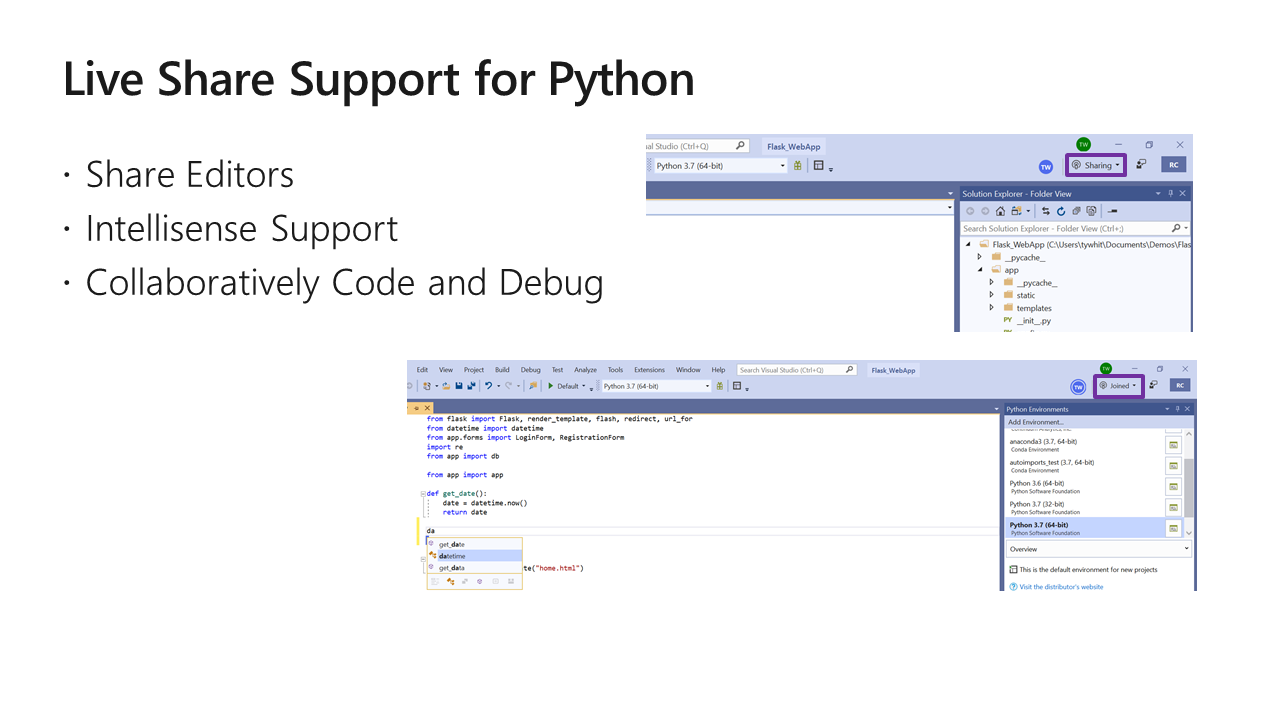 Live Share Support for Python
· Share Editors
· Intellisense Support
· Collaboratively Code and Debug
Studio (Ctrl+Q) Flask_WebApp TW
Python 3.7 (64-bit) TW Sharing RC
Solution Explorer - Folder View
Search Solution Explorer - Folder View (Ctrl+;)
Flask_WebApp (C:\Users\tywhit\Documents\Demos\Flas
__pycache__
app
__pycache__
static
templates
PY __init__.py
Edit View Project Build Debug Test Analyze Tools Extensions Window Help Search Visual Studio (Ctrl+Q) Flask_WebApp TW
Default Python 3.7 (64-bit) TW Joined RC
Python Environments
Add Environment...
from flask import Flask, render_template, flash, redirect, url_for
from datetime import datetime
from app.forms import LoginForm, RegistrationForm
import re
from app import db
from app import app
def get_date():
date = datetime.now()
return date
da
get_date
datetime
get_data
te("home.html")
anaconda3 (3.7, 64-bit)
Conda Environment
autoimports_test (3.7, 64-bit)
Conda Environment
Python 3.6 (64-bit)
Python Software Foundation
Python 3.7 (32-bit)
Python Software Foundation
Python 3.7 (64-bit)
Python Software Foundation
Overview
This is the default environment for new projects
Visit the distributor's website